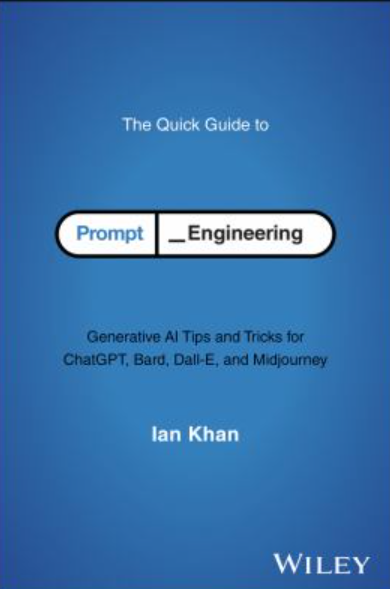 The Quick Guide to
Prompt _Engineering
Generative AI Tips and Tricks for
ChatGPT, Bard, Dall-E, and Midjourney
Ian Khan
WILEY